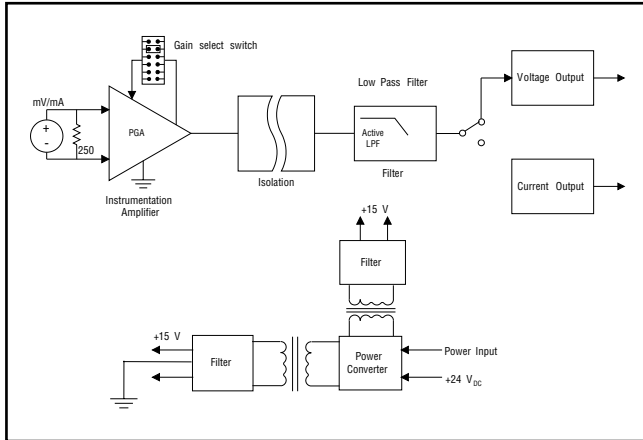 Gain select switch
mV/mA
+
-
250
PGA
Instrumentation
Amplifier
Isolation
Low Pass Filter
Active
LPF
Filter
Voltage Output
Current Output
+15 V
Filter
+15 V
Filter
Power
Converter
Power Input
+24 VDC